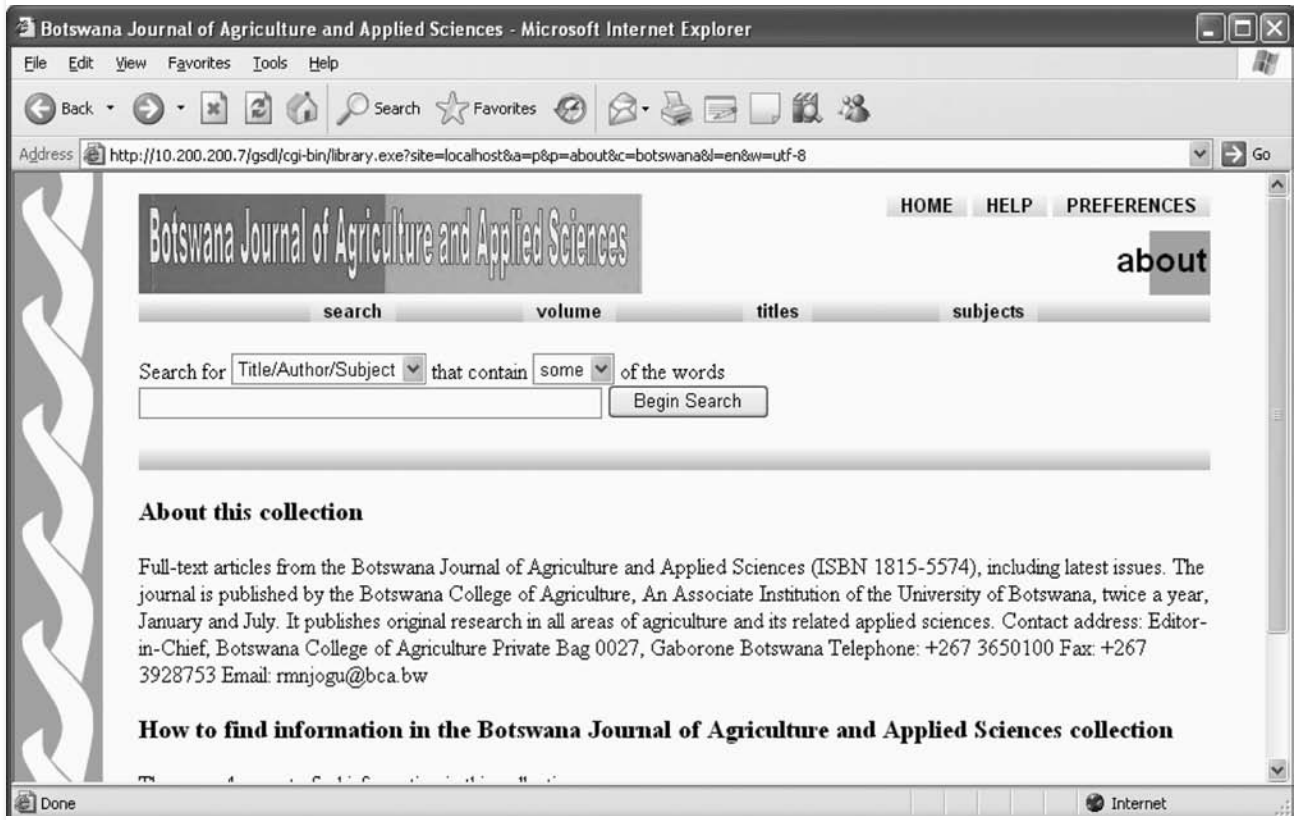 Botswana Journal of Agriculture and Applied Sciences - Microsoft Internet Explorer
File Edit View Favorites Tools Help
Back Search Favorites
Address http://10.200.200.7/gsdl/cgi-bin/library.exe?site=localhost&a=p&p=about&c=botswana&l=en&w=utf-8 Go
Botswana Journal of Agriculture and Applied Sciences
HOME HELP PREFERENCES
about
search volume titles subjects
Search for Title/Author/Subject that contain some of the words
Begin Search
About this collection
Full-text articles from the Botswana Journal of Agriculture and Applied Sciences (ISBN 1815-5574), including latest issues. The
journal is published by the Botswana College of Agriculture, An Associate Institution of the University of Botswana, twice a year,
January and July. It publishes original research in all areas of agriculture and its related applied sciences. Contact address: Editor-
in-Chief, Botswana College of Agriculture Private Bag 0027, Gaborone Botswana Telephone: +267 3650100 Fax: +267
3928753 Email: rmnjogu@bca.bw
How to find information in the Botswana Journal of Agriculture and Applied Sciences collection
Done Internet